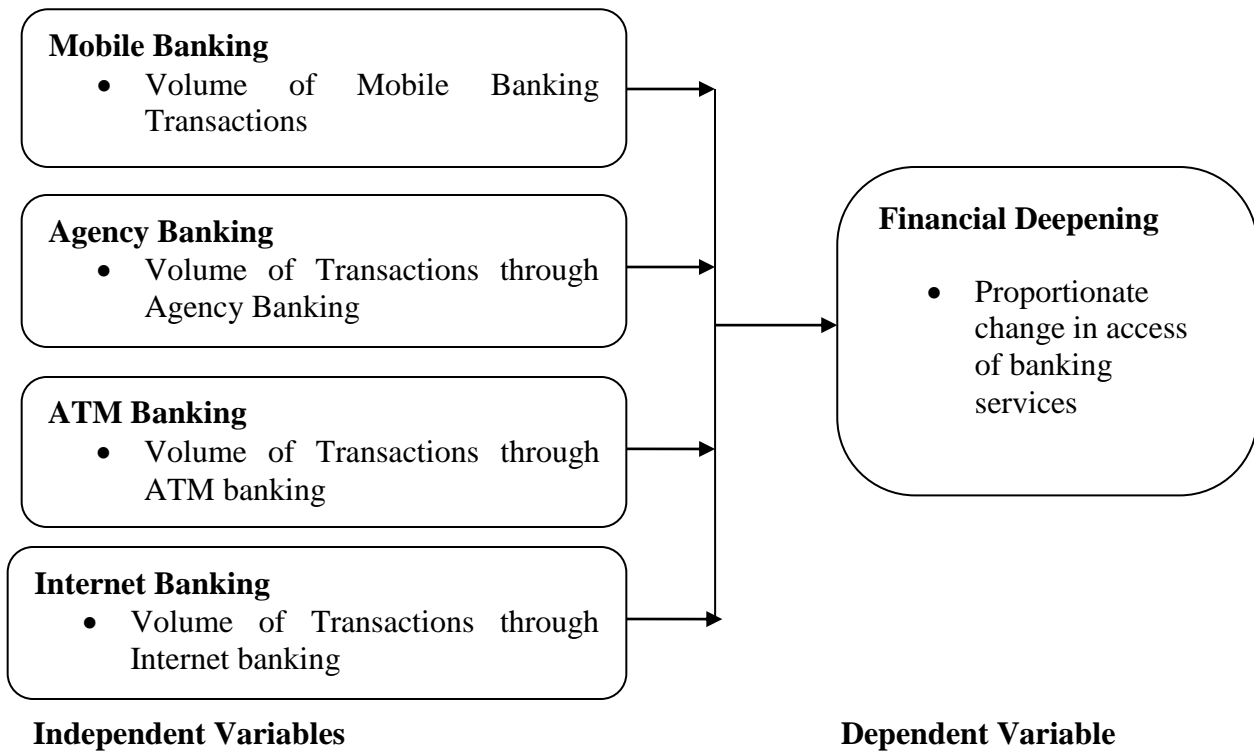 Mobile Banking
• Volume of Mobile Banking
Transactions
Agency Banking
• Volume of Transactions through
Agency Banking
ATM Banking
• Volume of Transactions through
ATM banking
Internet Banking
• Volume of Transactions through
Internet banking
Independent Variables
Financial Deepening
• Proportionate
change in access
of banking
services
Dependent Variable